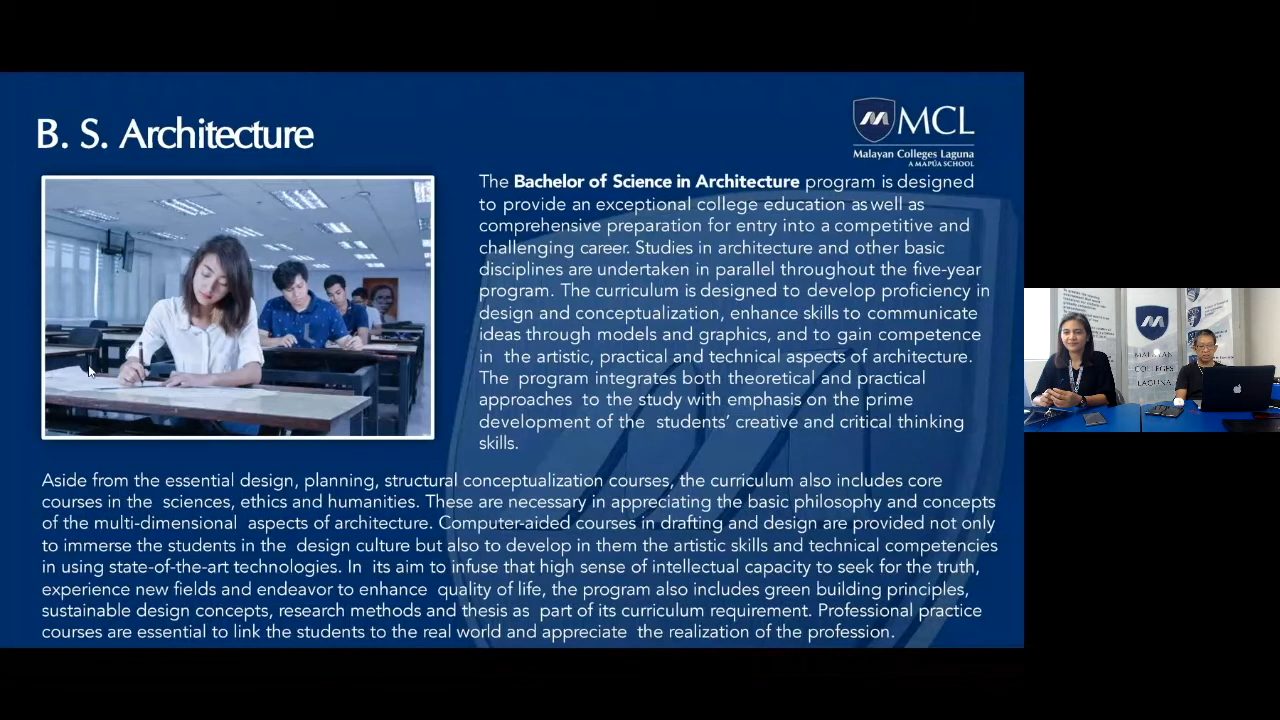 B. S. Architecture
MCL
Malayan Colleges Laguna
A MAPÚA SCHOOL
The Bachelor of Science in Architecture program is designed
to provide an exceptional college education as well as
comprehensive preparation for entry into a competitive and
challenging career. Studies in architecture and other basic
disciplines are undertaken in parallel throughout the five-year
program. The curriculum is designed to develop proficiency in
design and conceptualization, enhance skills to communicate
ideas through models and graphics, and to gain competence
in the artistic, practical and technical aspects of architecture.
The program integrates both theoretical and practical
approaches to the study with emphasis on the prime
development of the students’ creative and critical thinking
skills.
Aside from the essential design, planning, structural conceptualization courses, the curriculum also includes core
courses in the sciences, ethics and humanities. These are necessary in appreciating the basic philosophy and concepts
of the multi-dimensional aspects of architecture. Computer-aided courses in drafting and design are provided not only
to immerse the students in the design culture but also to develop in them the artistic skills and technical competencies
in using state-of-the-art technologies. In its aim to infuse that high sense of intellectual capacity to seek for the truth,
experience new fields and endeavor to enhance quality of life, the program also includes green building principles,
sustainable design concepts, research methods and thesis as part of its curriculum requirement. Professional practice
courses are essential to link the students to the real world and appreciate the realization of the profession.
MALAYAN
COLLEGES
LAGUNA